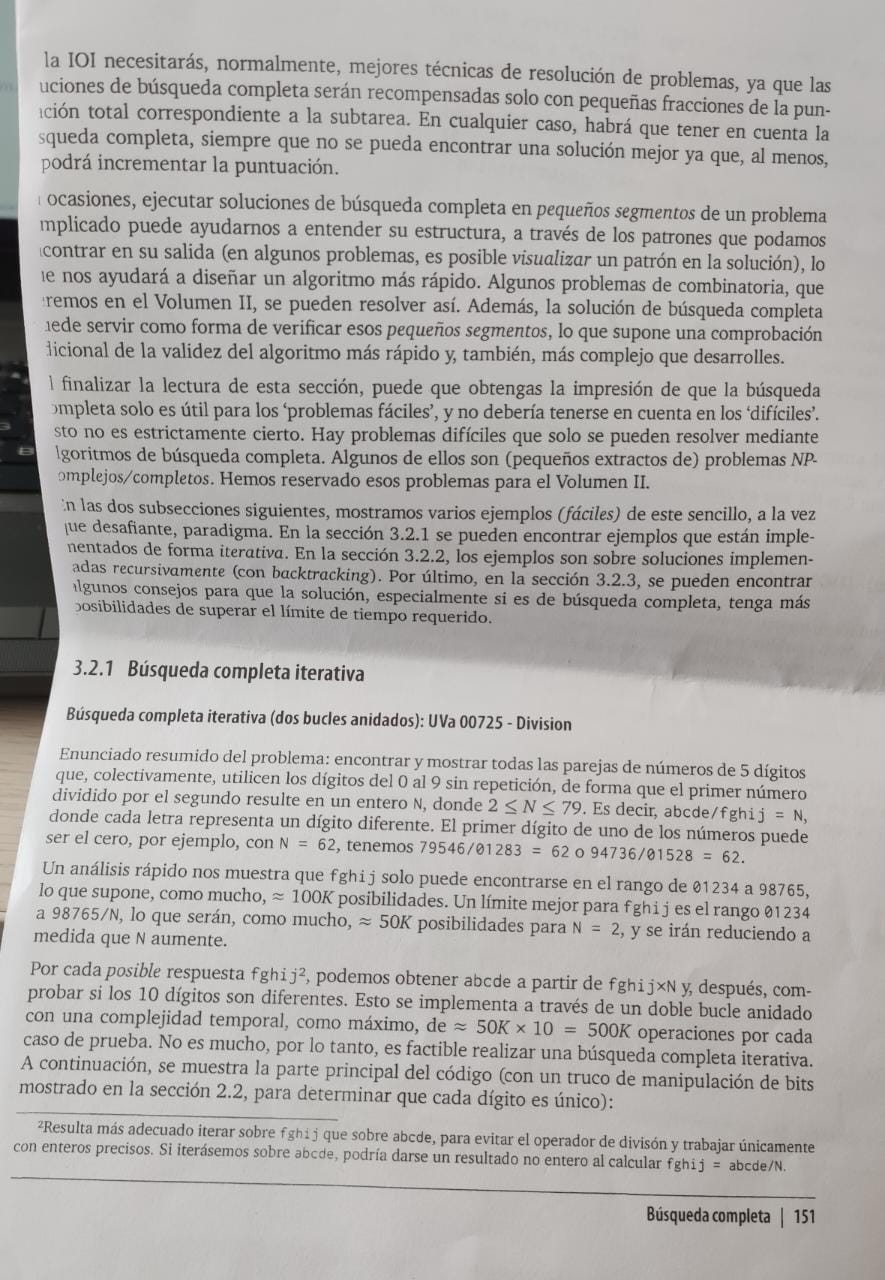 la IOI necesitarás, normalmente, mejores técnicas de resolución de problemas, ya que las
uciones de búsqueda completa serán recompensadas solo con pequeñas fracciones de la pun-
ción total correspondiente a la subtarea. En cualquier caso, habrá que tener en cuenta la
squeda completa, siempre que no se pueda encontrar una solución mejor ya que, al menos,
podrá incrementar la puntuación.
ocasiones, ejecutar soluciones de búsqueda completa en pequeños segmentos de un problema
mplicado puede ayudarnos a entender su estructura, a través de los patrones que podamos
contrar en su salida (en algunos problemas, es posible visualizar un patrón en la solución), lo
e nos ayudará a diseñar un algoritmo más rápido. Algunos problemas de combinatoria, que
remos en el Volumen II, se pueden resolver así. Además, la solución de búsqueda completa
ede servir como forma de verificar esos pequeños segmentos, lo que supone una comprobación
dicional de la validez del algoritmo más rápido y, también, más complejo que desarrolles.
l finalizar la lectura de esta sección, puede que obtengas la impresión de que la búsqueda
ompleta solo es útil para los ‘problemas fáciles’, y no debería tenerse en cuenta en los ‘difíciles’.
sto no es estrictamente cierto. Hay problemas difíciles que solo se pueden resolver mediante
lgoritmos de búsqueda completa. Algunos de ellos son (pequeños extractos de) problemas NP-
omplejos/completos. Hemos reservado esos problemas para el Volumen II.
n las dos subsecciones siguientes, mostramos varios ejemplos (fáciles) de este sencillo, a la vez
que desafiante, paradigma. En la sección 3.2.1 se pueden encontrar ejemplos que están imple-
mentados de forma iterativa. En la sección 3.2.2, los ejemplos son sobre soluciones implemen-
adas recursivamente (con backtracking). Por último, en la sección 3.2.3, se pueden encontrar
algunos consejos para que la solución, especialmente si es de búsqueda completa, tenga más
posibilidades de superar el límite de tiempo requerido.
3.2.1 Búsqueda completa iterativa
Búsqueda completa iterativa (dos bucles anidados): UVa 00725 - Division
Enunciado resumido del problema: encontrar y mostrar todas las parejas de números de 5 dígitos
que, colectivamente, utilicen los dígitos del 0 al 9 sin repetición, de forma que el primer número
dividido por el segundo resulte en un entero N, donde 2 ≤ N ≤ 79. Es decir, abcde/fghij = N,
donde cada letra representa un dígito diferente. El primer dígito de uno de los números puede
ser el cero, por ejemplo, con N = 62, tenemos 79546/01283 = 62 o 94736/01528 = 62.
Un análisis rápido nos muestra que fghij solo puede encontrarse en el rango de 01234 a 98765,
lo que supone, como mucho, ≈ 100K posibilidades. Un límite mejor para fghij es el rango 01234
a 98765/N, lo que serán, como mucho, ≈ 50K posibilidades para N = 2, y se irán reduciendo a
medida que N aumente.
Por cada posible respuesta fghij², podemos obtener abcde a partir de fghij×N y, después, com-
probar si los 10 dígitos son diferentes. Esto se implementa a través de un doble bucle anidado
con una complejidad temporal, como máximo, de ≈ 50K × 10 = 500K operaciones por cada
caso de prueba. No es mucho, por lo tanto, es factible realizar una búsqueda completa iterativa.
A continuación, se muestra la parte principal del código (con un truco de manipulación de bits
mostrado en la sección 2.2, para determinar que cada dígito es único):
²Resulta más adecuado iterar sobre fghij que sobre abcde, para evitar el operador de divisón y trabajar únicamente
con enteros precisos. Si iterásemos sobre abcde, podría darse un resultado no entero al calcular fghij = abcde/N.
Búsqueda completa | 151